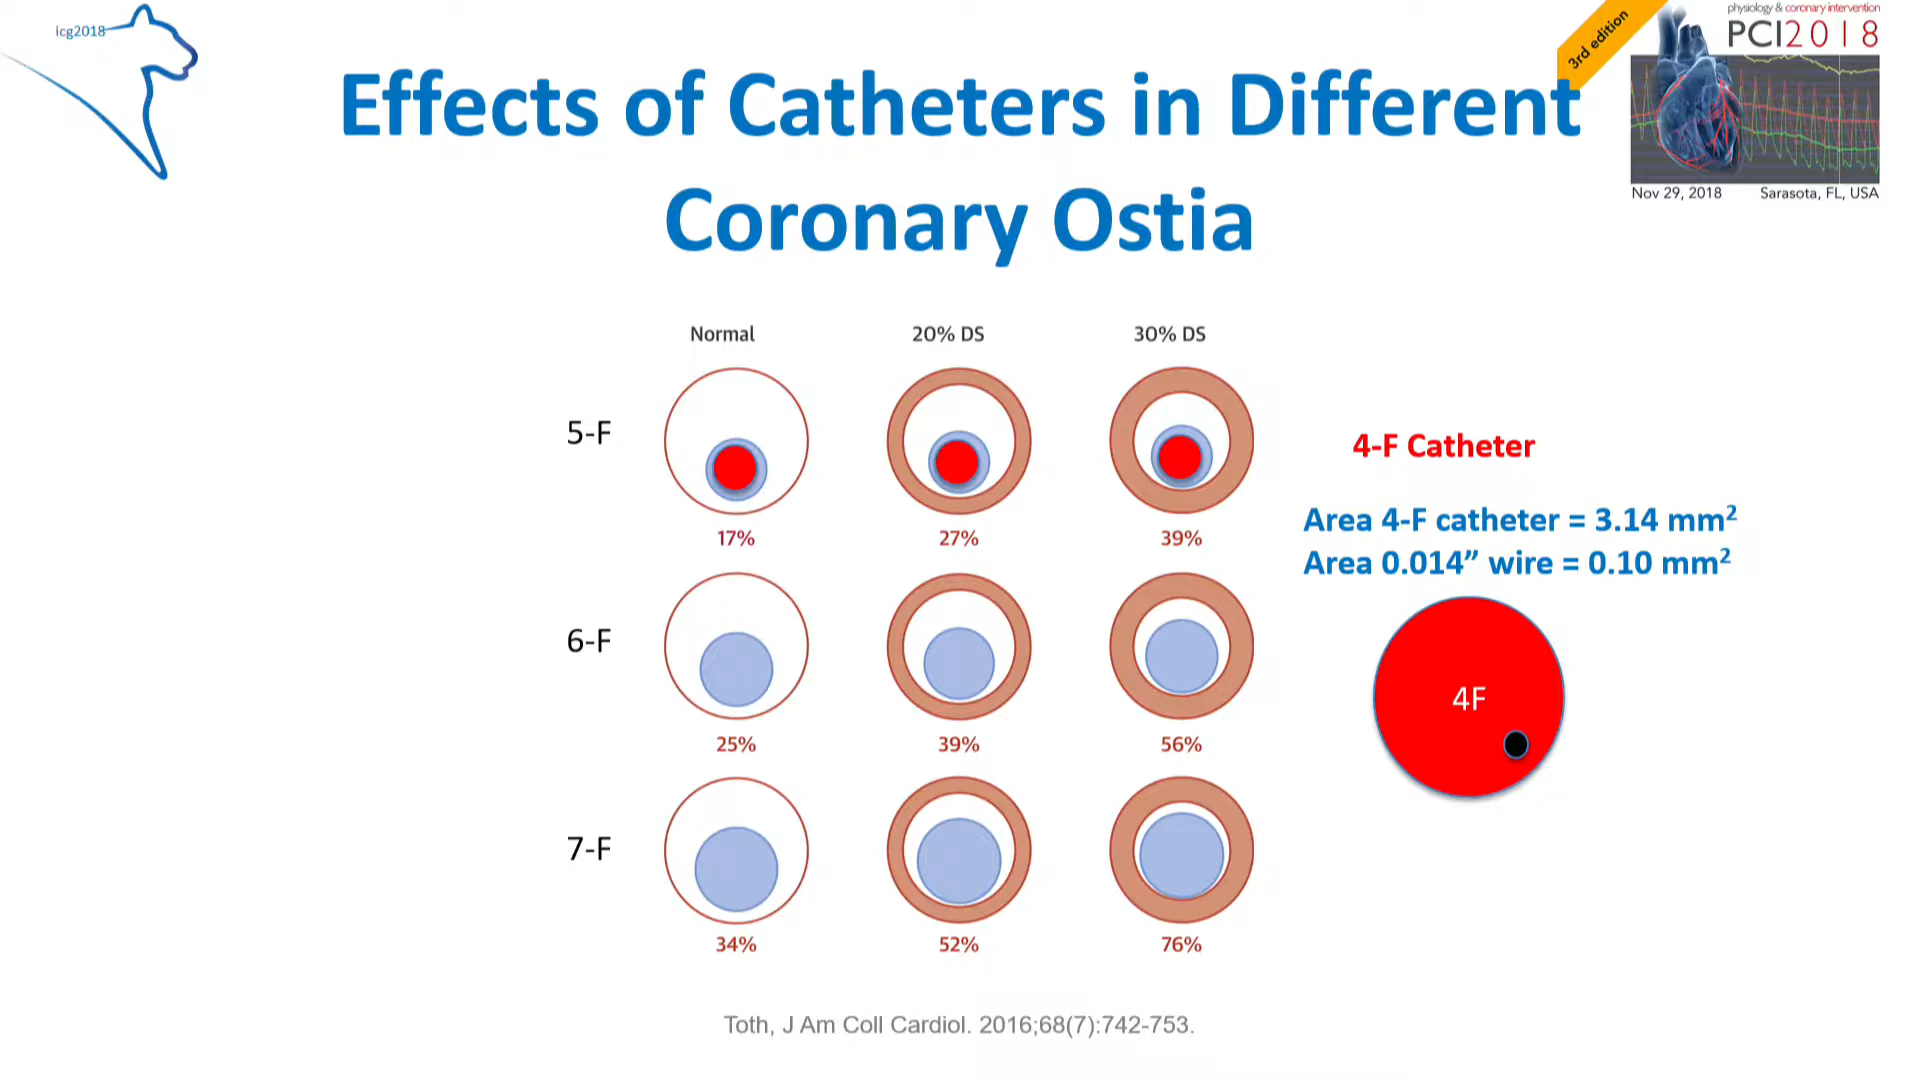 icg2018
3rd edition
physiology & coronary intervention
PCI2018
Nov 29, 2018 Sarasota, FL, USA
Effects of Catheters in Different
Coronary Ostia
Normal 20% DS 30% DS
5-F
17% 27% 39%
6-F
25% 39% 56%
7-F
34% 52% 76%
4-F Catheter
Area 4-F catheter = 3.14 mm²
Area 0.014” wire = 0.10 mm²
4F
Toth, J Am Coll Cardiol. 2016;68(7):742-753.